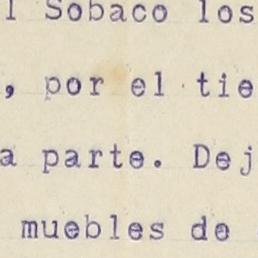 l Sobaco los
, por el tie
a parte. Dej
muebles de